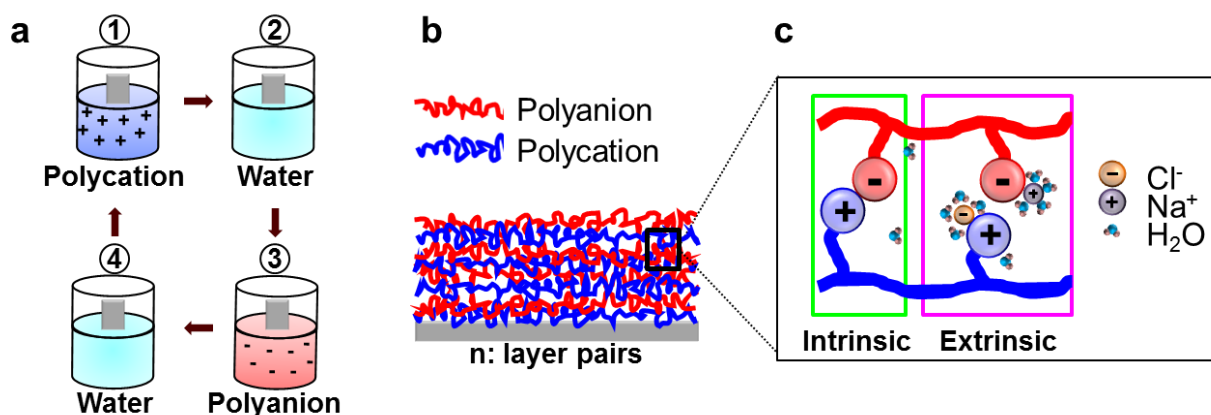 a
①
②
Polycation
Water
④
③
Water
Polyanion
b
Polyanion
Polycation
n: layer pairs
c
Intrinsic
Extrinsic
Cl⁻
Na⁺
H₂O